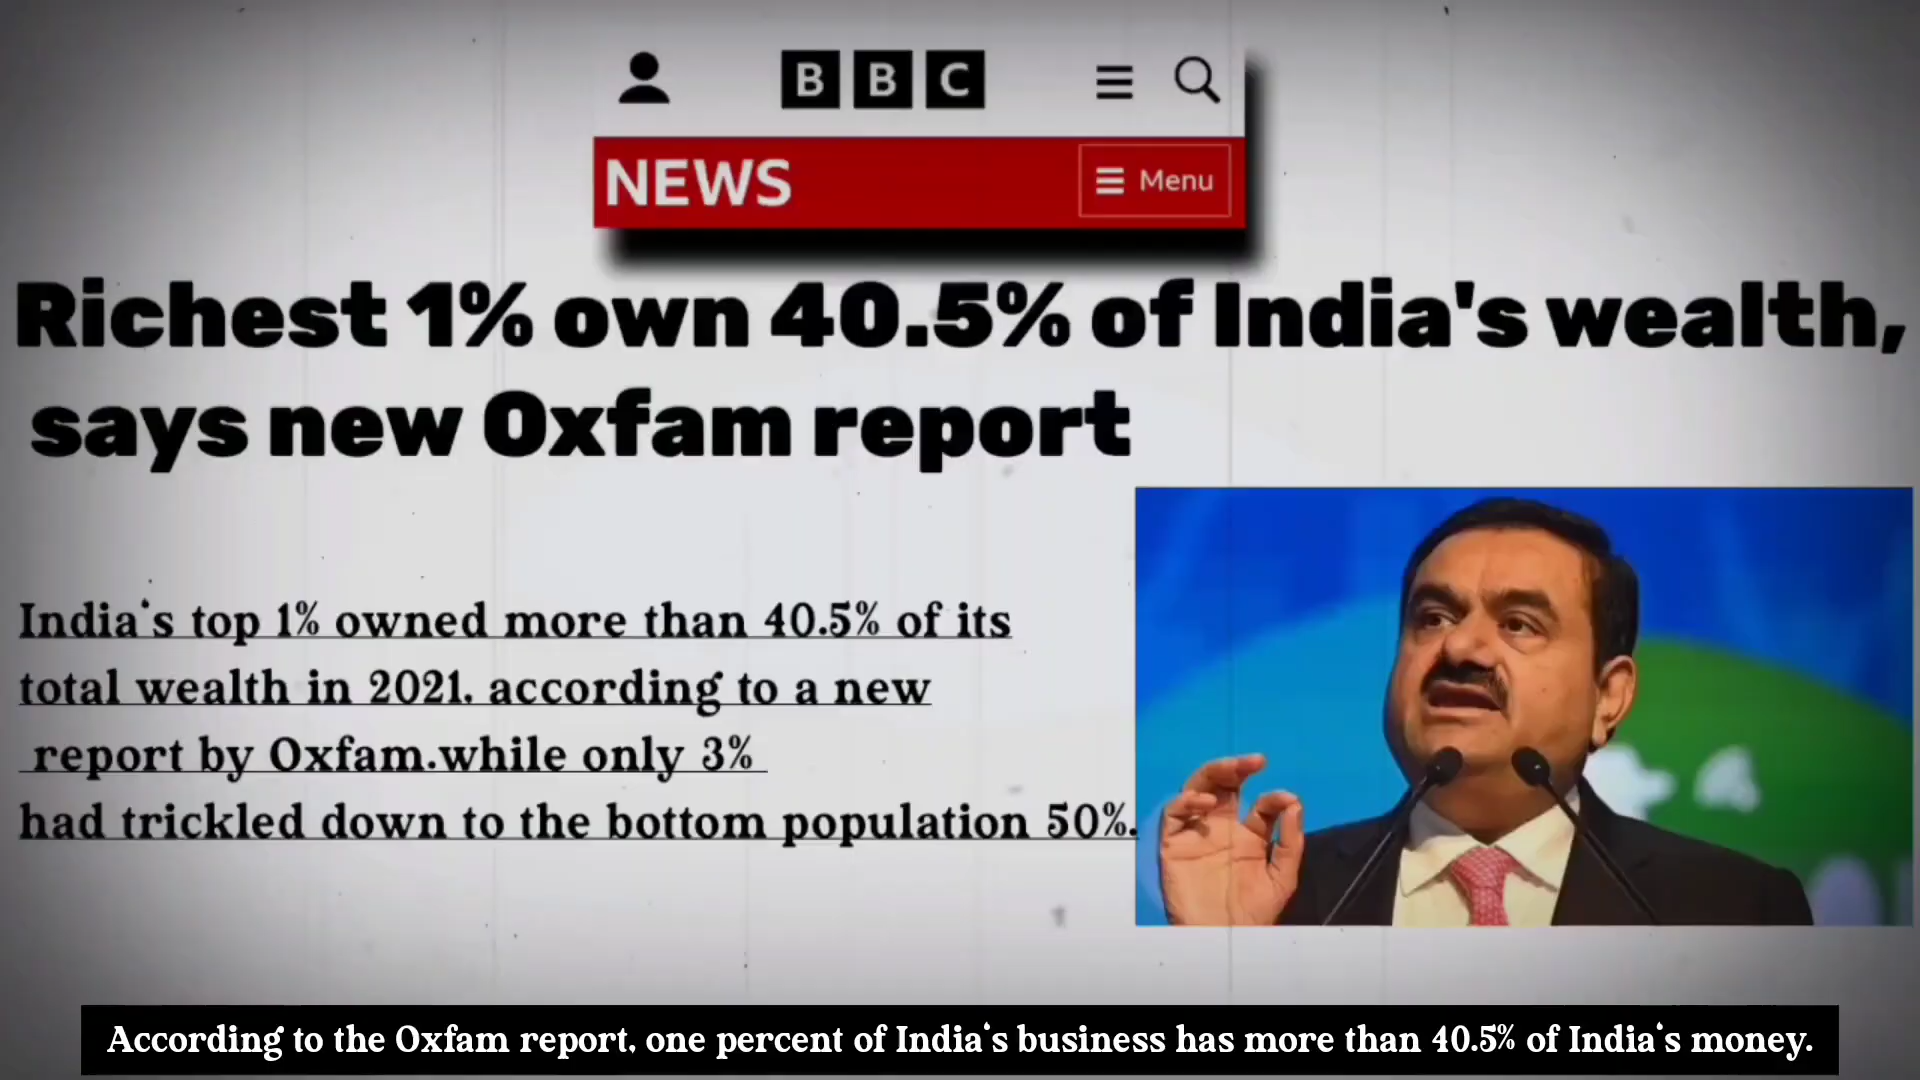 BBC
NEWS
Menu
Richest 1% own 40.5% of India's wealth,
says new Oxfam report
India's top 1% owned more than 40.5% of its
total wealth in 2021. according to a new
report by Oxfam.while only 3%
had trickled down to the bottom population 50%.
According to the Oxfam report. one percent of India's business has more than 40.5% of India's money.